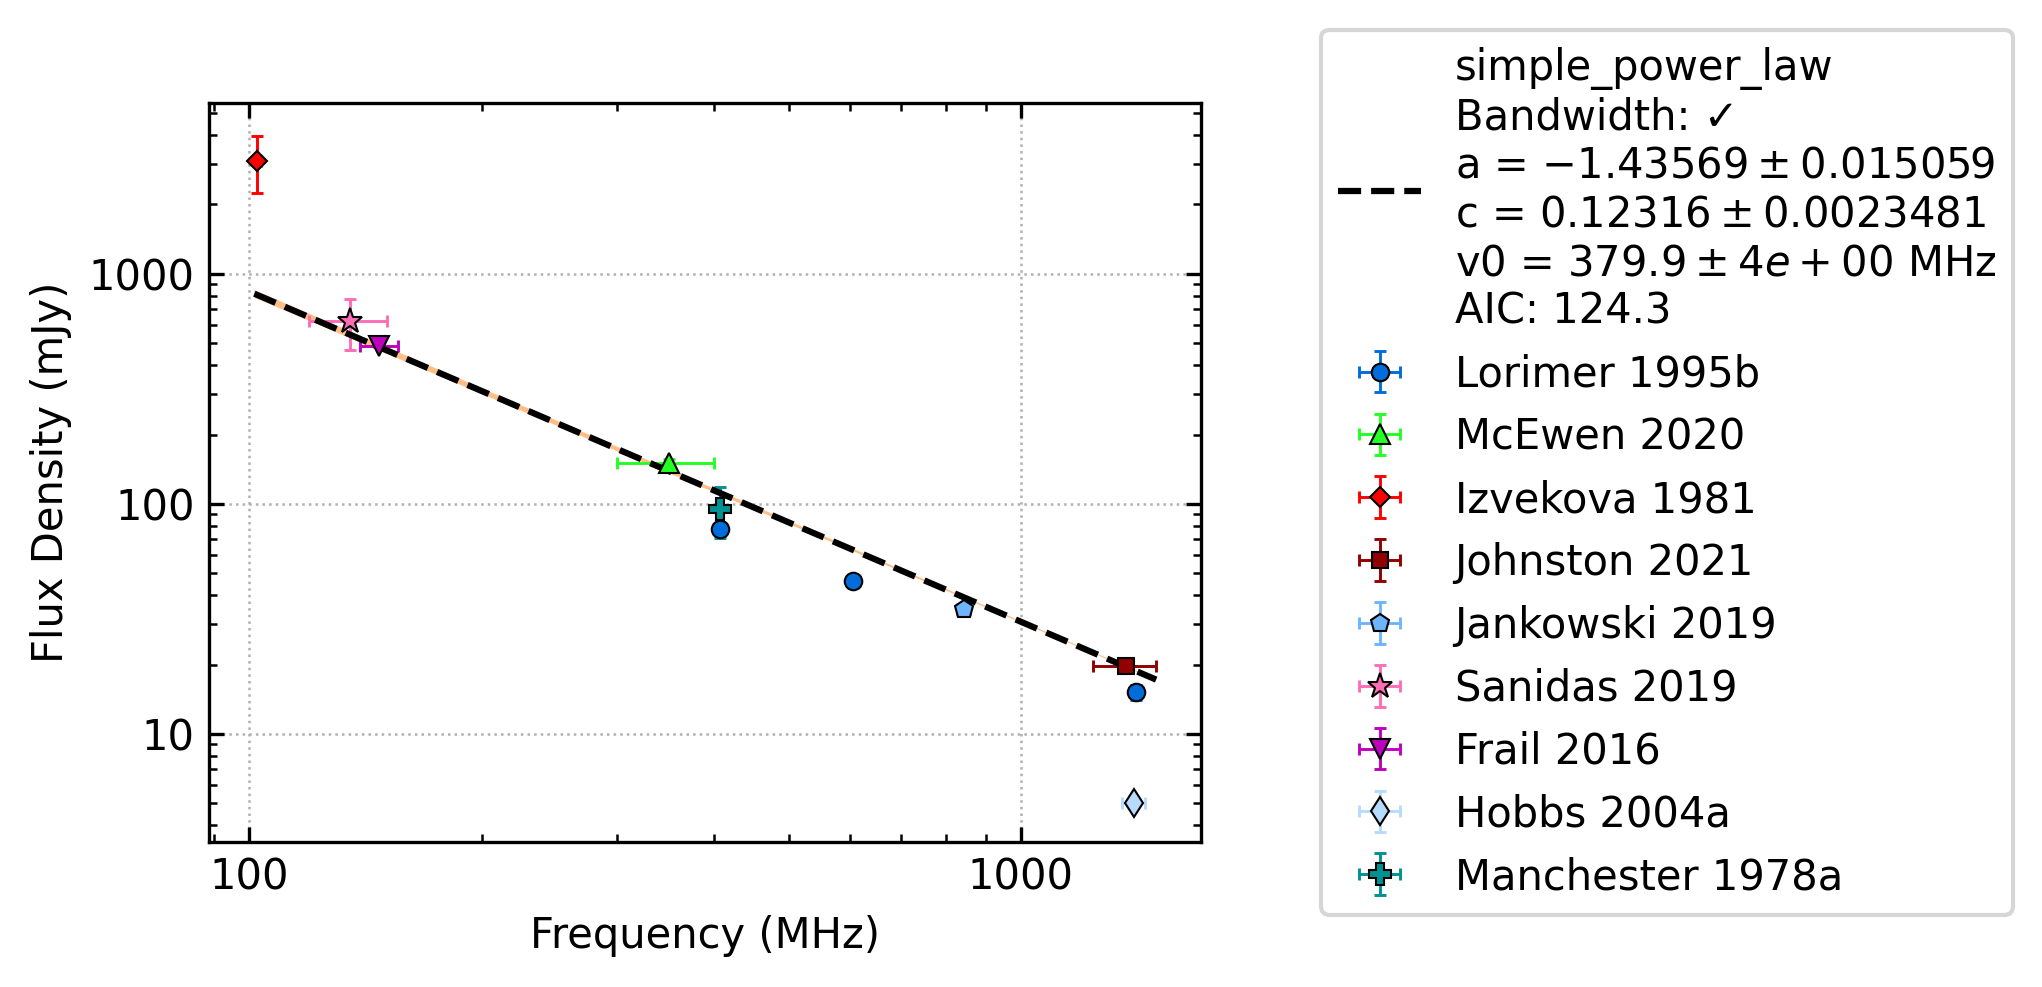 1000
100
10
Flux Density (mJy)
100
1000
Frequency (MHz)
simple_power_law
Bandwidth: ✓
a = −1.43569 ± 0.015059
c = 0.12316 ± 0.0023481
v0 = 379.9 ± 4e + 00 MHz
AIC: 124.3
Lorimer 1995b
McEwen 2020
Izvekova 1981
Johnston 2021
Jankowski 2019
Sanidas 2019
Frail 2016
Hobbs 2004a
Manchester 1978a